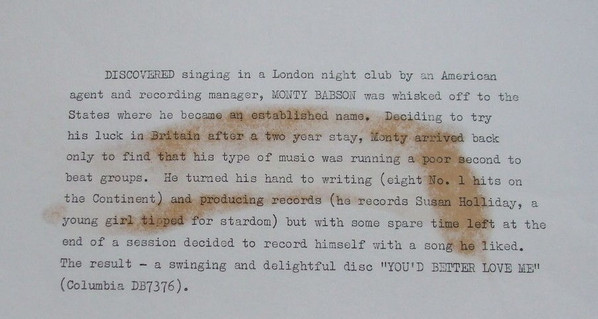 DISCOVERED singing in a London night club by an American
agent and recording manager, MONTY BABSON was whisked off to the
States where he became an established name. Deciding to try
his luck in Britain after a two year stay, Monty arrived back
only to find that his type of music was running a poor second to
beat groups. He turned his hand to writing (eight No. 1 hits on
the Continent) and producing records (he records Susan Holliday, a
young girl tipped for stardom) but with some spare time left at the
end of a session decided to record himself with a song he liked.
The result - a swinging and delightful disc "YOU'D BETTER LOVE ME"
(Columbia DB7376).